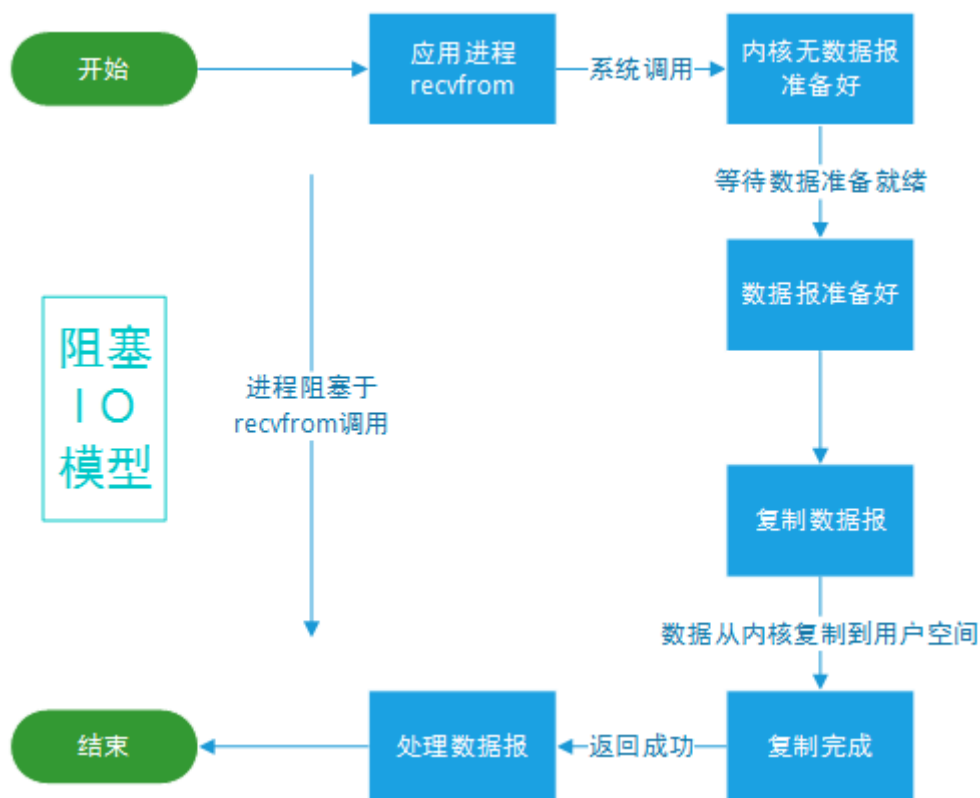 开始
应用进程
recvfrom
系统调用
内核无数据报
准备好
等待数据准备就绪
数据报准备好
阻塞
IO
模型
进程阻塞于
recvfrom调用
复制数据报
数据从内核复制到用户空间
结束
处理数据报
返回成功
复制完成